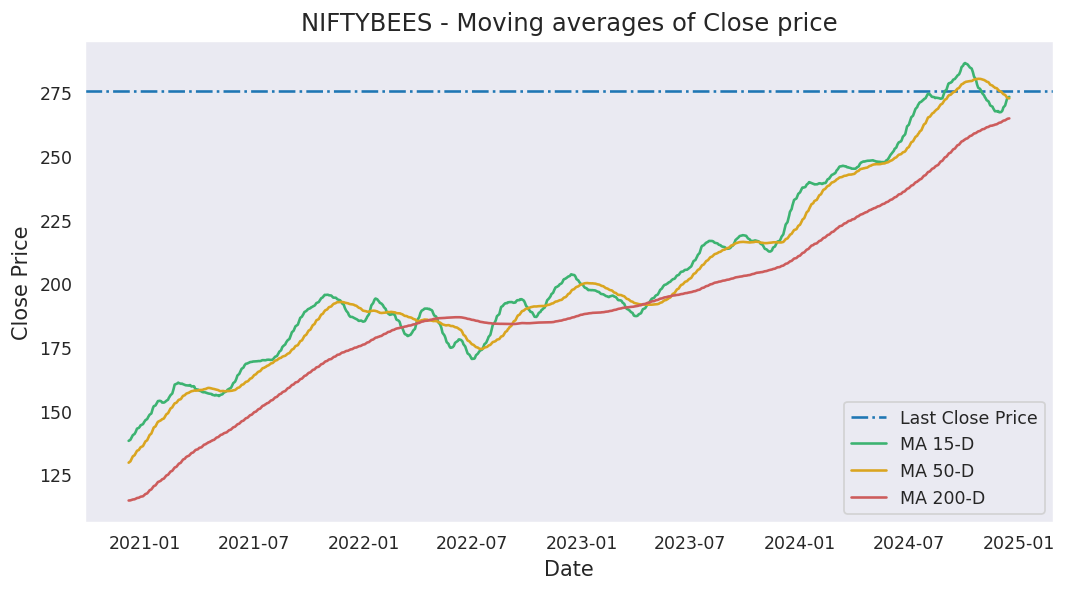 NIFTYBEES - Moving averages of Close price
Close Price
275
250
225
200
175
150
125
Last Close Price
MA 15-D
MA 50-D
MA 200-D
2021-01
2021-07
2022-01
2022-07
2023-01
2023-07
2024-01
2024-07
2025-01
Date